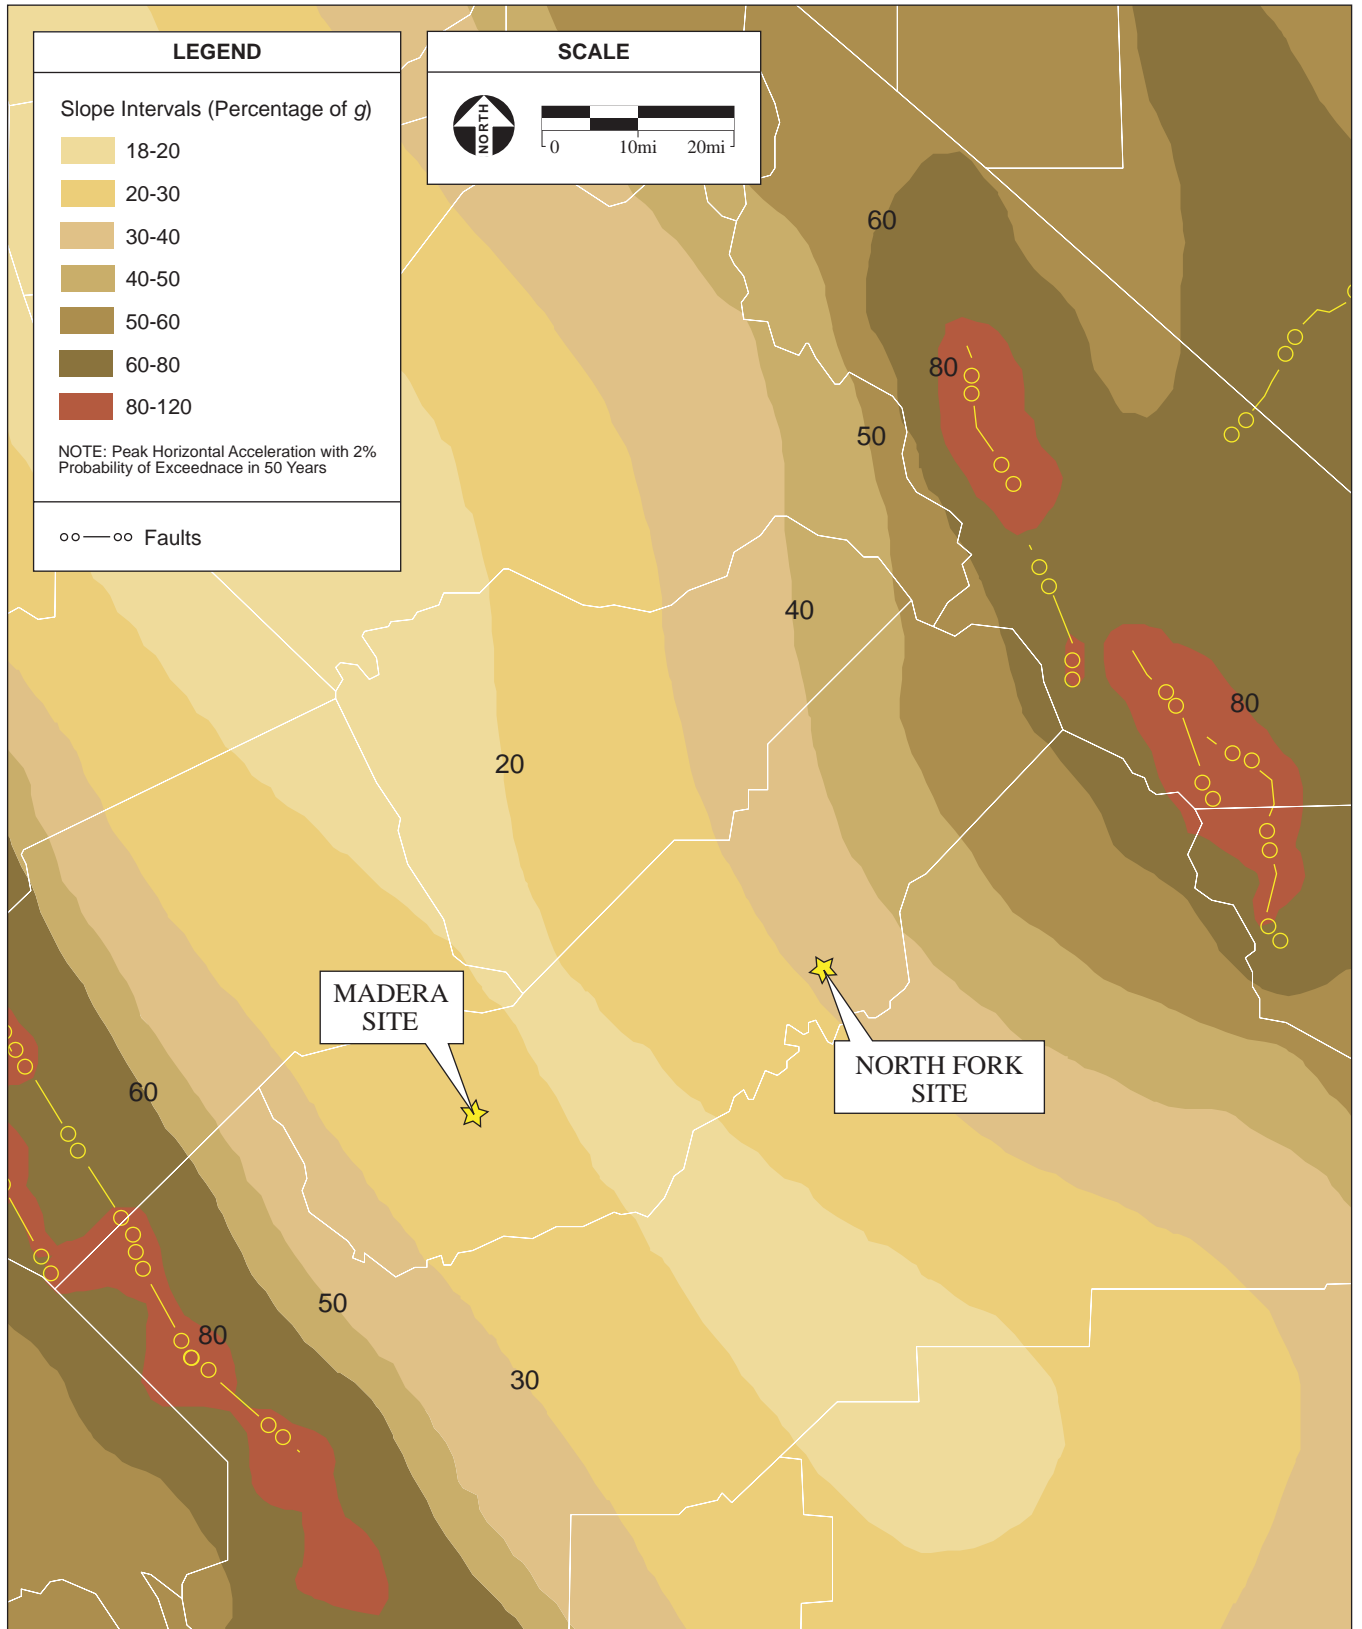 LEGEND
Slope Intervals (Percentage of g)
18-20
20-30
30-40
40-50
50-60
60-80
80-120
NOTE: Peak Horizontal Acceleration with 2%
Probability of Exceednace in 50 Years
Faults
SCALE
NORTH
0 10mi 20mi
60
80
50
40
80
20
MADERA
SITE
NORTH FORK
SITE
60
50
80
30